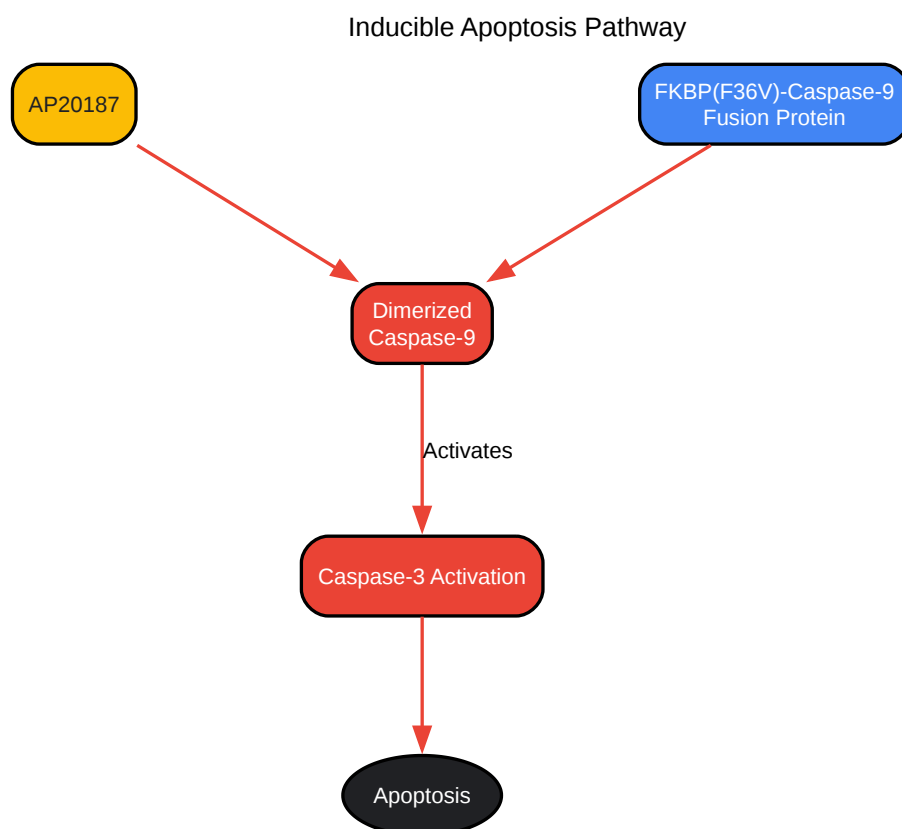 Inducible Apoptosis Pathway
AP20187
FKBP(F36V)-Caspase-9
Fusion Protein
Dimerized
Caspase-9
Activates
Caspase-3 Activation
Apoptosis